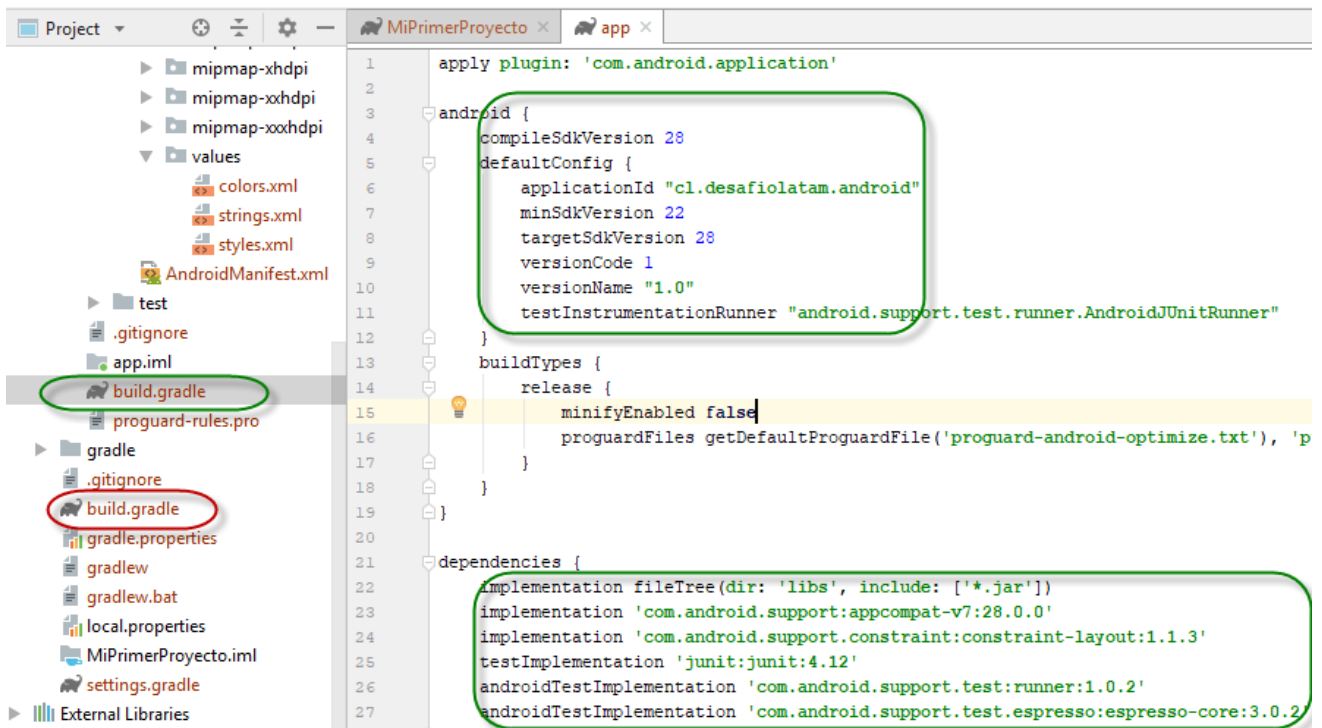 Project
mipmap-xhdpi
mipmap-xxhdpi
mipmap-xxxhdpi
values
colors.xml
strings.xml
styles.xml
AndroidManifest.xml
test
.gitignore
app.iml
build.gradle
proguard-rules.pro
gradle
.gitignore
build.gradle
gradle.properties
gradlew
gradlew.bat
local.properties
MiPrimerProyecto.iml
settings.gradle
External Libraries
MiPrimerProyecto app
1 apply plugin: 'com.android.application'
2
3 android {
4 compileSdkVersion 28
5 defaultConfig {
6 applicationId "cl.desafiolatam.android"
7 minSdkVersion 22
8 targetSdkVersion 28
9 versionCode 1
10 versionName "1.0"
11 testInstrumentationRunner "android.support.test.runner.AndroidJUnitRunner"
12 }
13 buildTypes {
14 release {
15 minifyEnabled false
16 proguardFiles getDefaultProguardFile('proguard-android-optimize.txt'), 'p
17 }
18 }
19 }
20
21 dependencies {
22 implementation fileTree(dir: 'libs', include: ['*.jar'])
23 implementation 'com.android.support:appcompat-v7:28.0.0'
24 implementation 'com.android.support.constraint:constraint-layout:1.1.3'
25 testImplementation 'junit:junit:4.12'
26 androidTestImplementation 'com.android.support.test:runner:1.0.2'
27 androidTestImplementation 'com.android.support.test.espresso:espresso-core:3.0.2'